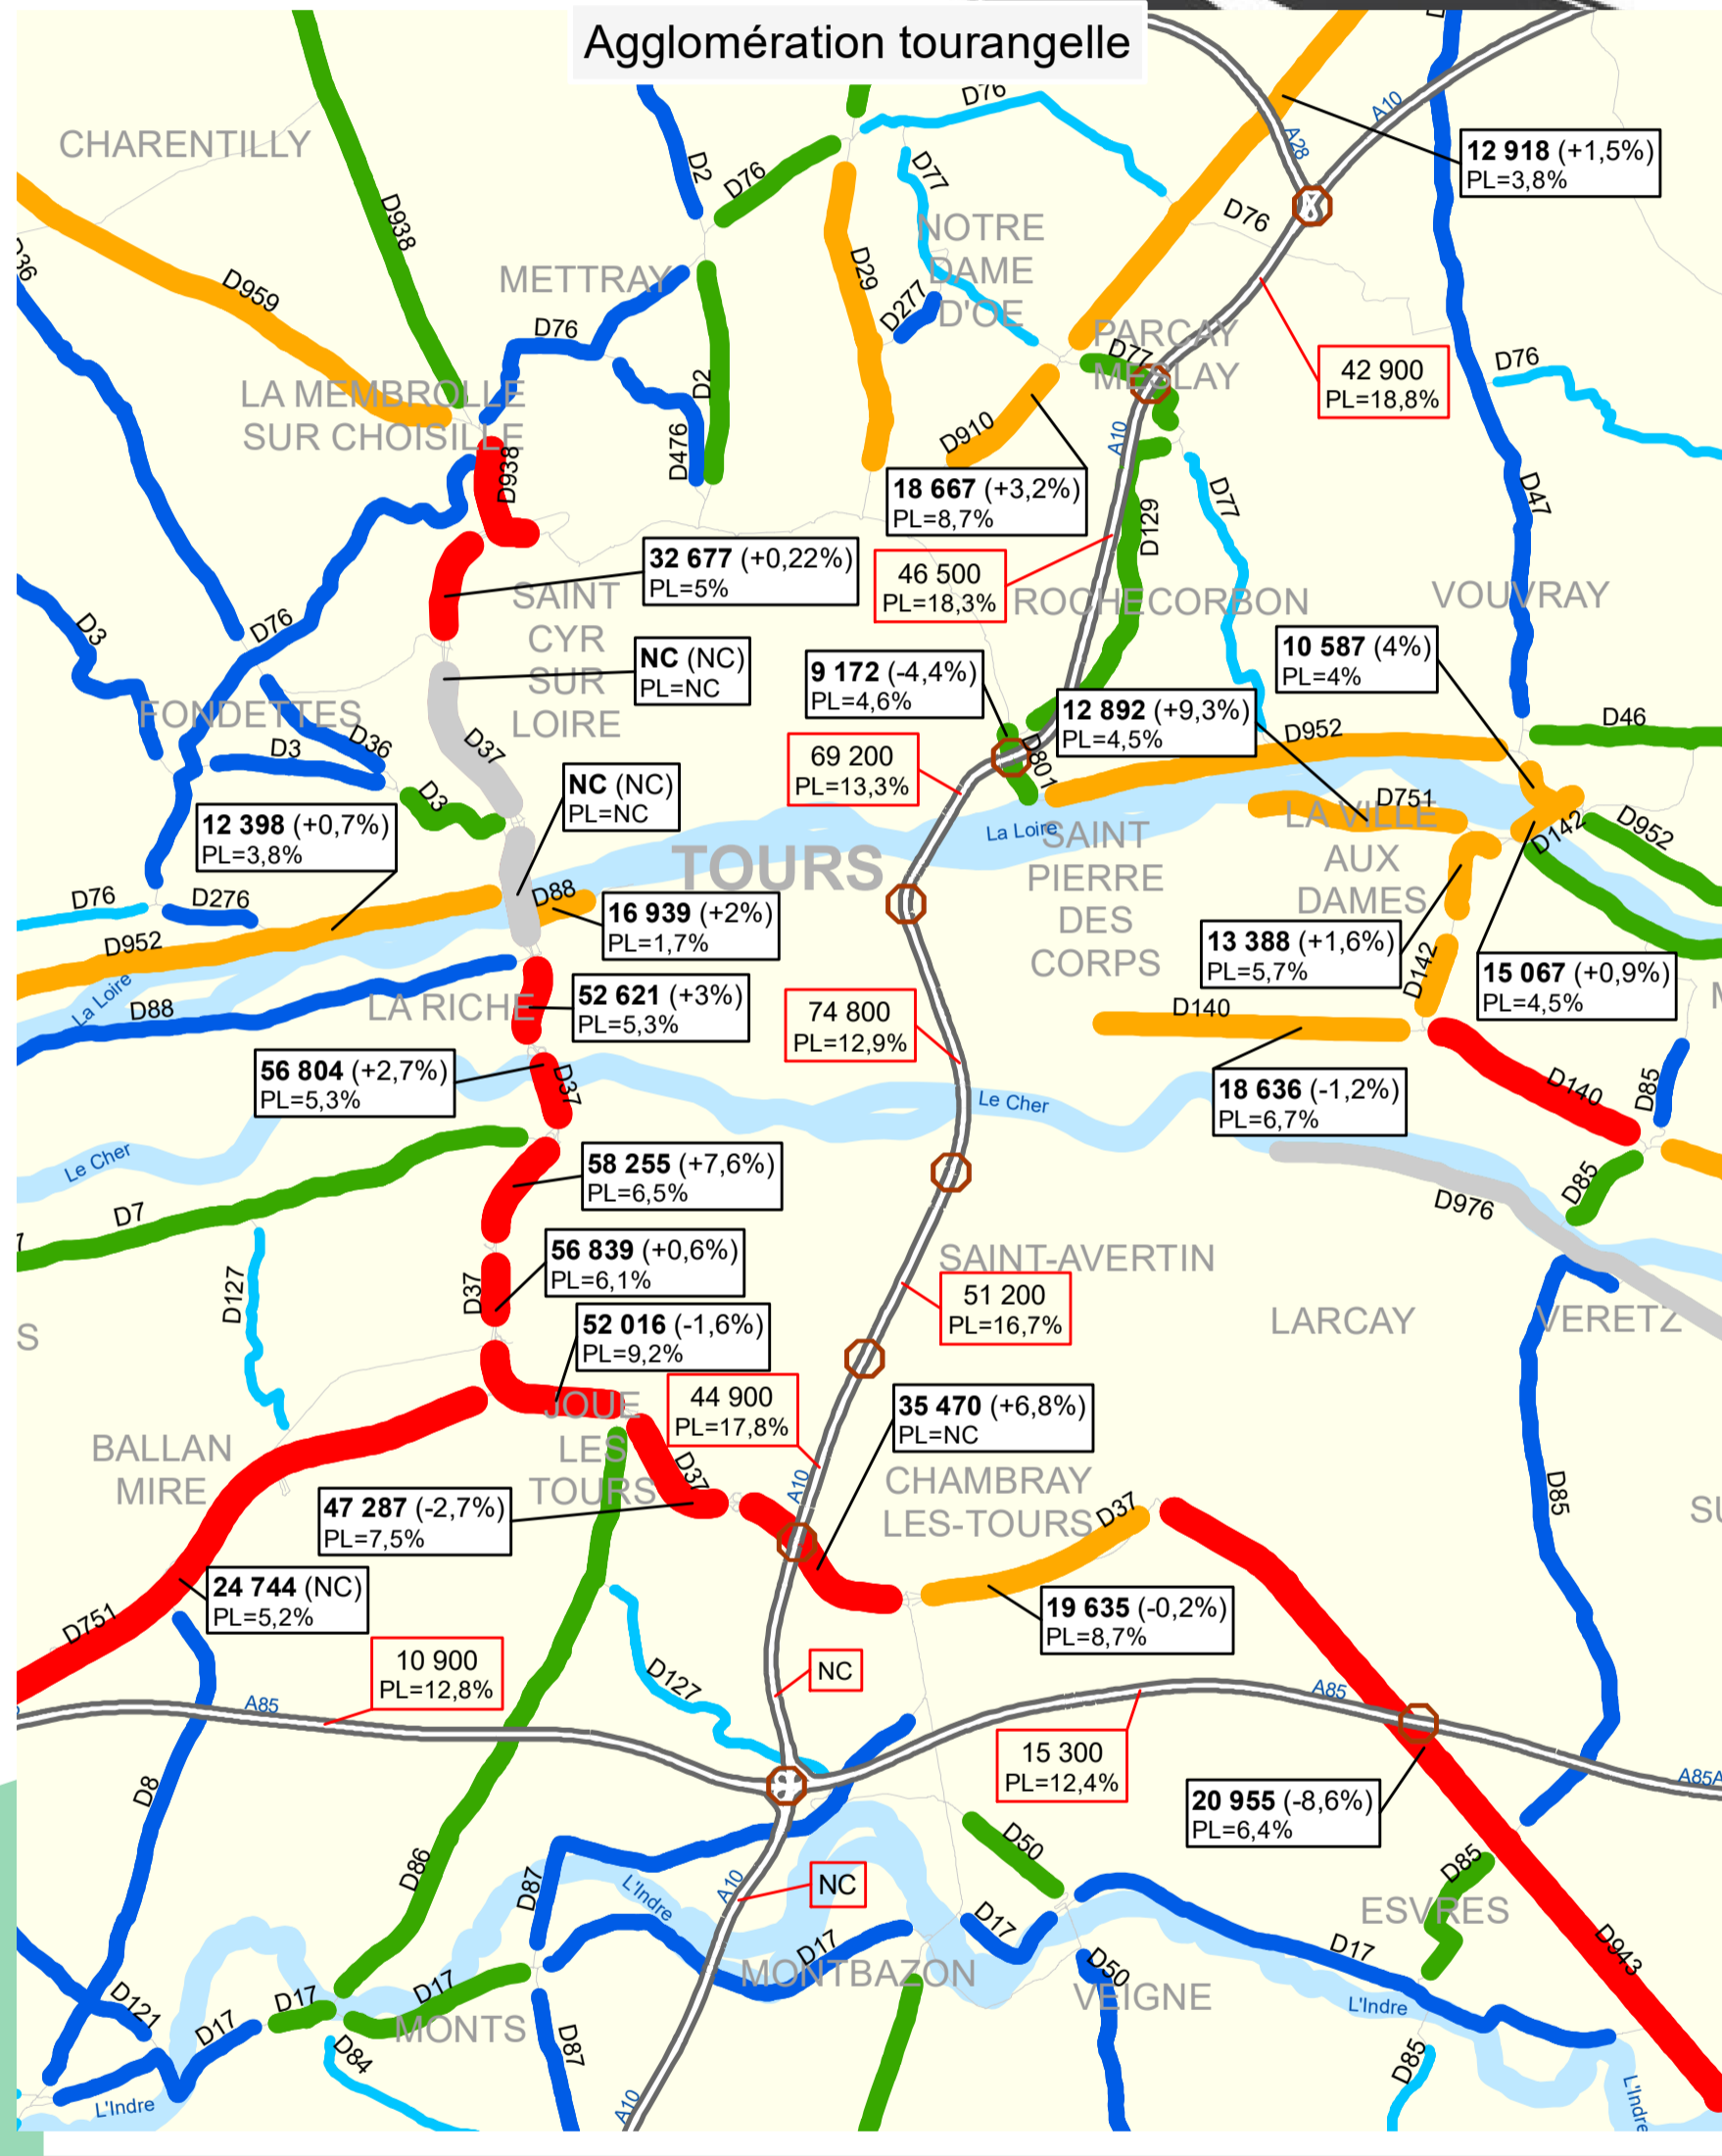 Agglomération tourangelle
D76
CHARENTILLY
A10
A28
12 918 (+1,5%)
PL=3,8%
D2
D76
D77
D938
D76
NOTRE
DAME
D'OE
METTRAY
D29
D277
D959
D76
PARCAY
MESLAY
D77
42 900
PL=18,8%
D76
LA MEMBROLLE
SUR CHOISILLE
D2
D910
A10
D476
D938
18 667 (+3,2%)
PL=8,7%
D77
D47
D129
32 677 (+0,22%)
PL=5%
46 500
PL=18,3%
SAINT
CYR
SUR
LOIRE
ROCHECORBON
VOUVRAY
D3
D76
NC (NC)
PL=NC
9 172 (-4,4%)
PL=4,6%
10 587 (4%)
PL=4%
12 892 (+9,3%)
PL=4,5%
FONDETTES
D3
D36
D37
D952
D46
69 200
PL=13,3%
D801
NC (NC)
PL=NC
D3
D751
12 398 (+0,7%)
PL=3,8%
La Loire
SAINT
PIERRE
DES
CORPS
LA VILLE
AUX
DAMES
D142
D952
TOURS
D76
D276
D88
16 939 (+2%)
PL=1,7%
D952
13 388 (+1,6%)
PL=5,7%
D142
15 067 (+0,9%)
PL=4,5%
La Loire
D88
LA RICHE
52 621 (+3%)
PL=5,3%
74 800
PL=12,9%
D140
56 804 (+2,7%)
PL=5,3%
D37
Le Cher
18 636 (-1,2%)
PL=6,7%
D140
D85
Le Cher
58 255 (+7,6%)
PL=6,5%
D85
D7
D976
56 839 (+0,6%)
PL=6,1%
SAINT-AVERTIN
D127
D37
51 200
PL=16,7%
52 016 (-1,6%)
PL=9,2%
LARCAY
VERETZ
JOUE
LES
TOURS
44 900
PL=17,8%
35 470 (+6,8%)
PL=NC
BALLAN
MIRE
D37
A10
CHAMBRAY
LES-TOURS
D37
D85
47 287 (-2,7%)
PL=7,5%
24 744 (NC)
PL=5,2%
D751
19 635 (-0,2%)
PL=8,7%
10 900
PL=12,8%
D127
NC
A85
A85
15 300
PL=12,4%
D8
20 955 (-8,6%)
PL=6,4%
A85A
D86
D87
D50
D85
L'Indre
A10
NC
ESVRES
D17
D17
D17
D943
MONTBAZON
D50
VEIGNE
D17
D17
L'Indre
D121
D17
MONTS
D84
D87
D85
L'Indre
A10
L'Indre